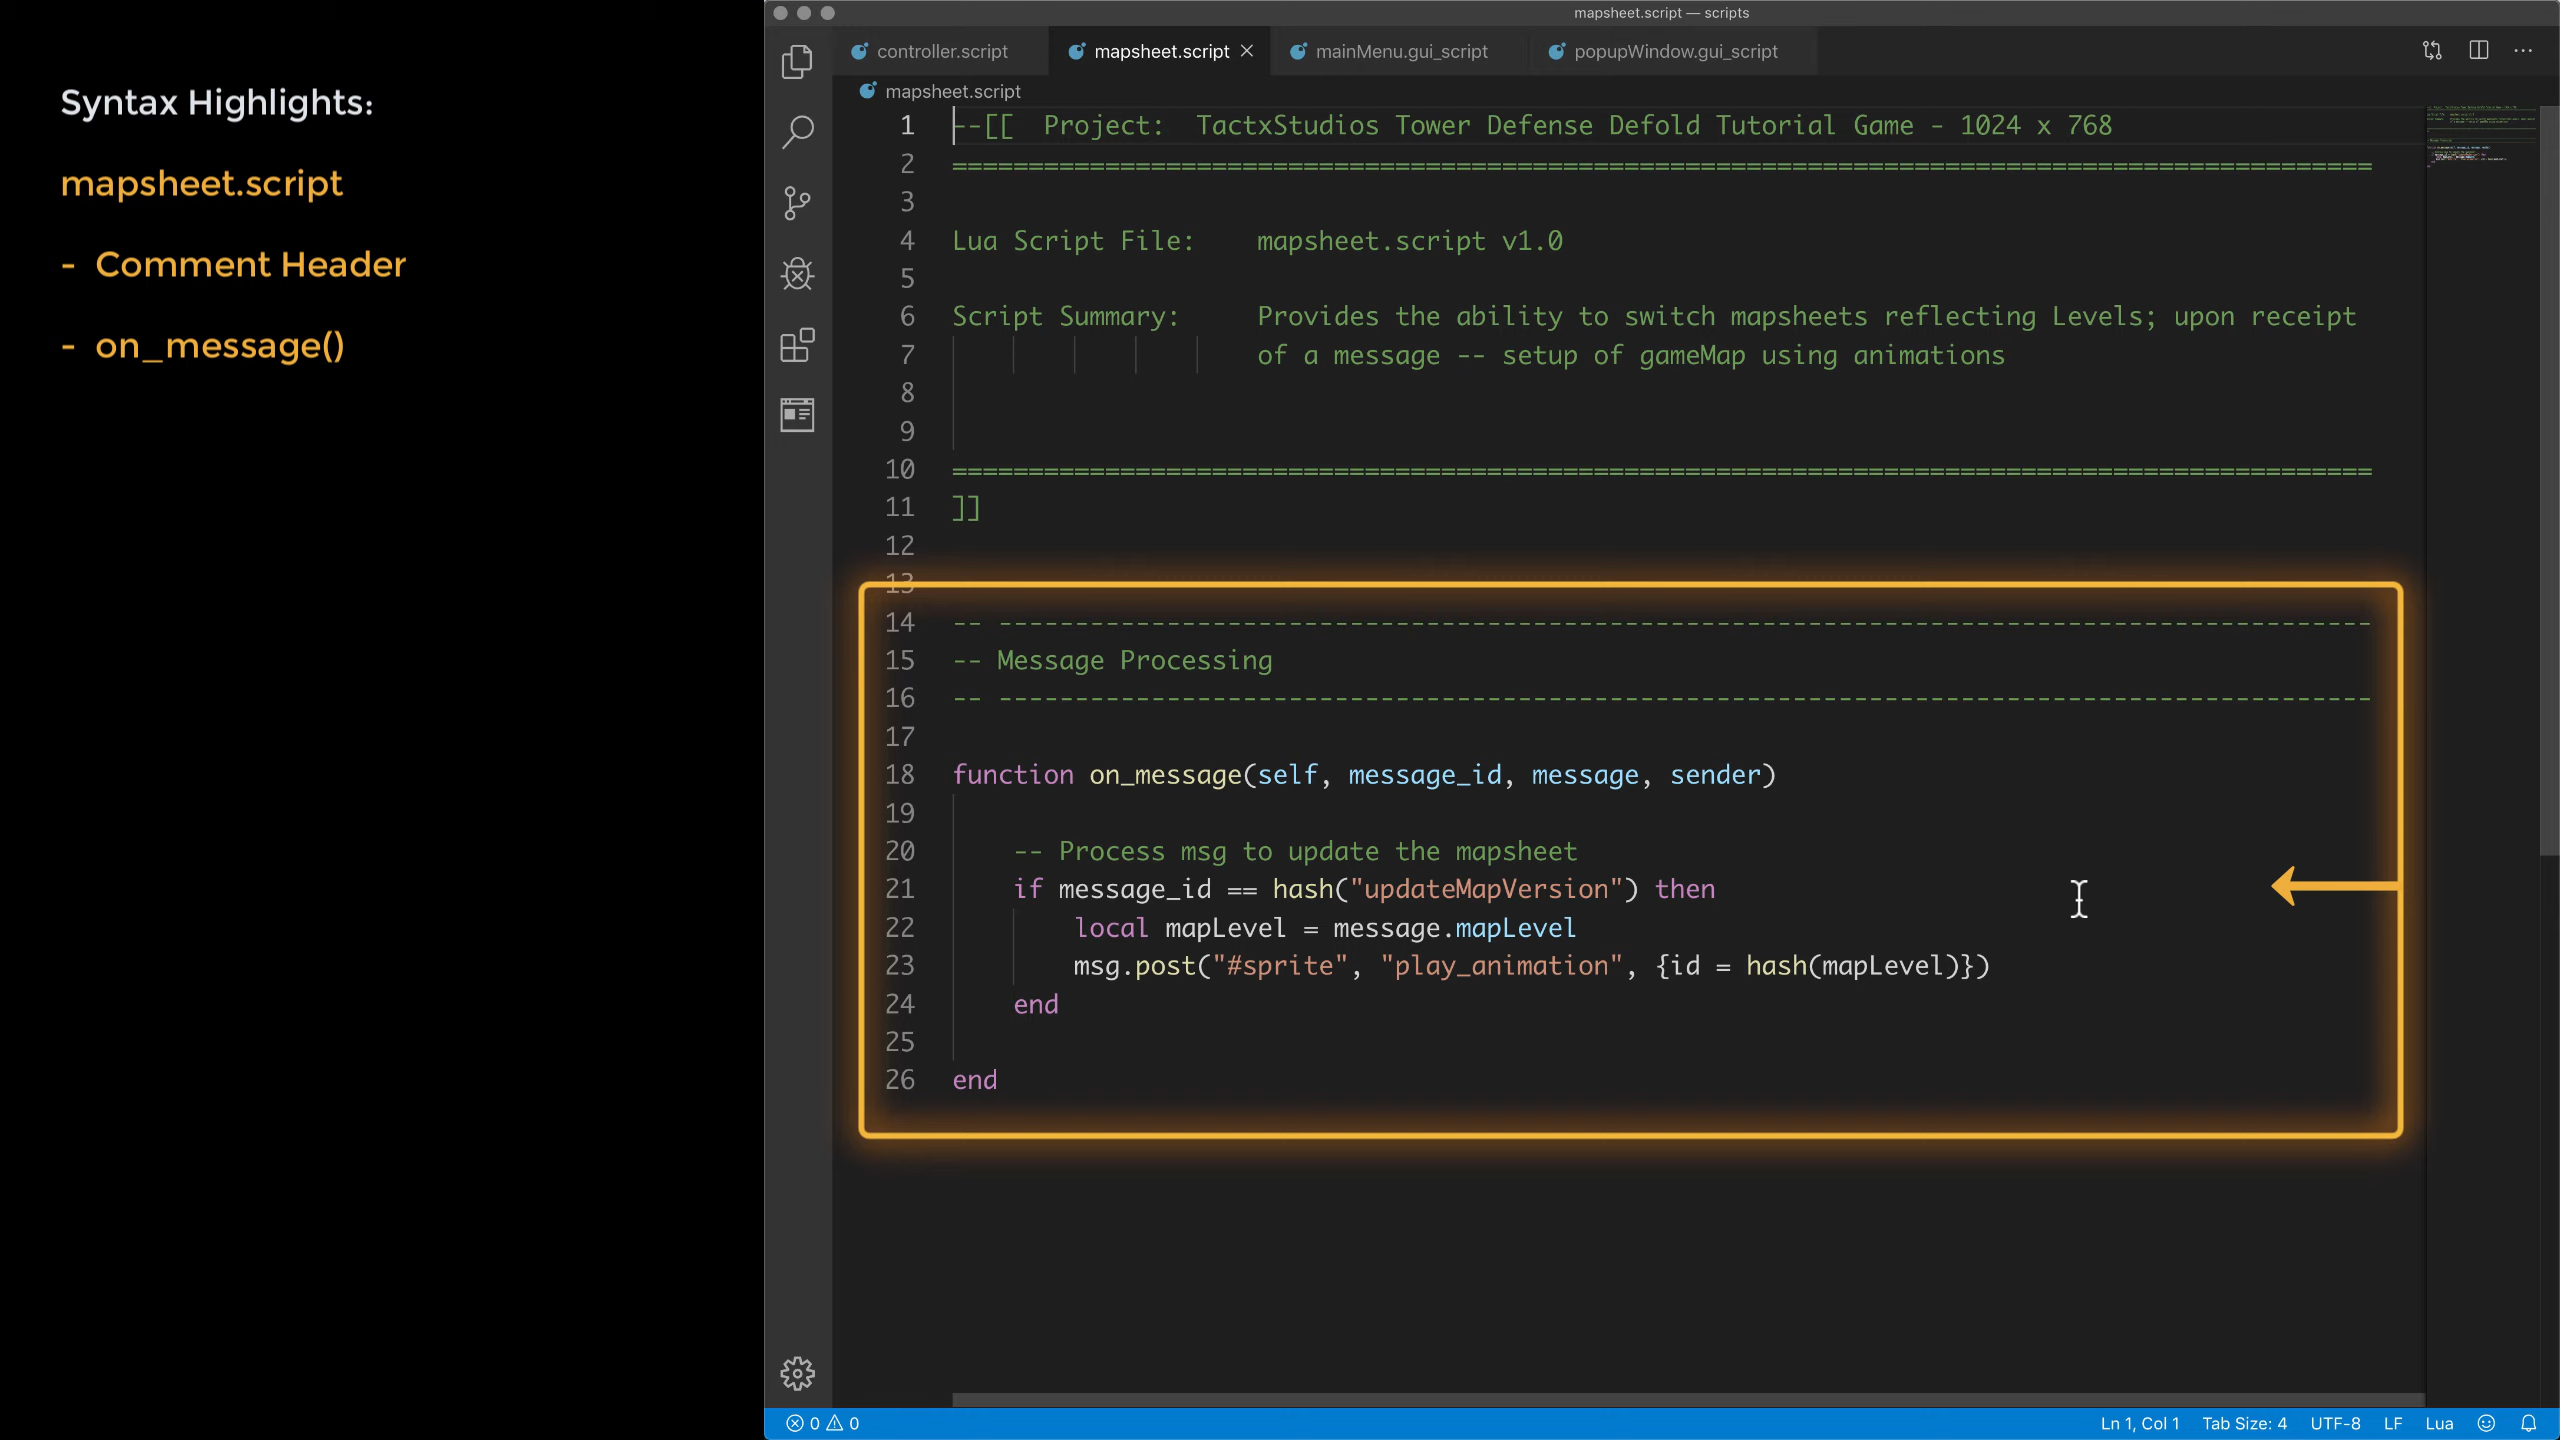 Syntax Highlights:
mapsheet.script
- Comment Header
- on_message()
mapsheet.script — scripts
controller.script
mapsheet.script
mainMenu.gui_script
popupWindow.gui_script
mapsheet.script
1 --[[  Project:  TactxStudios Tower Defense Defold Tutorial Game - 1024 x 768
2 =============================================================================================
3
4 Lua Script File:    mapsheet.script v1.0
5
6 Script Summary:     Provides the ability to switch mapsheets reflecting Levels; upon receipt
7                     of a message -- setup of gameMap using animations
8
9
10 =============================================================================================
11 ]]
12
13
14 -- ------------------------------------------------------------------------------------------
15 -- Message Processing
16 -- ------------------------------------------------------------------------------------------
17
18 function on_message(self, message_id, message, sender)
19
20     -- Process msg to update the mapsheet
21     if message_id == hash("updateMapVersion") then
22         local mapLevel = message.mapLevel
23         msg.post("#sprite", "play_animation", {id = hash(mapLevel)})
24     end
25
26 end
0 0 Ln 1, Col 1 Tab Size: 4 UTF-8 LF Lua